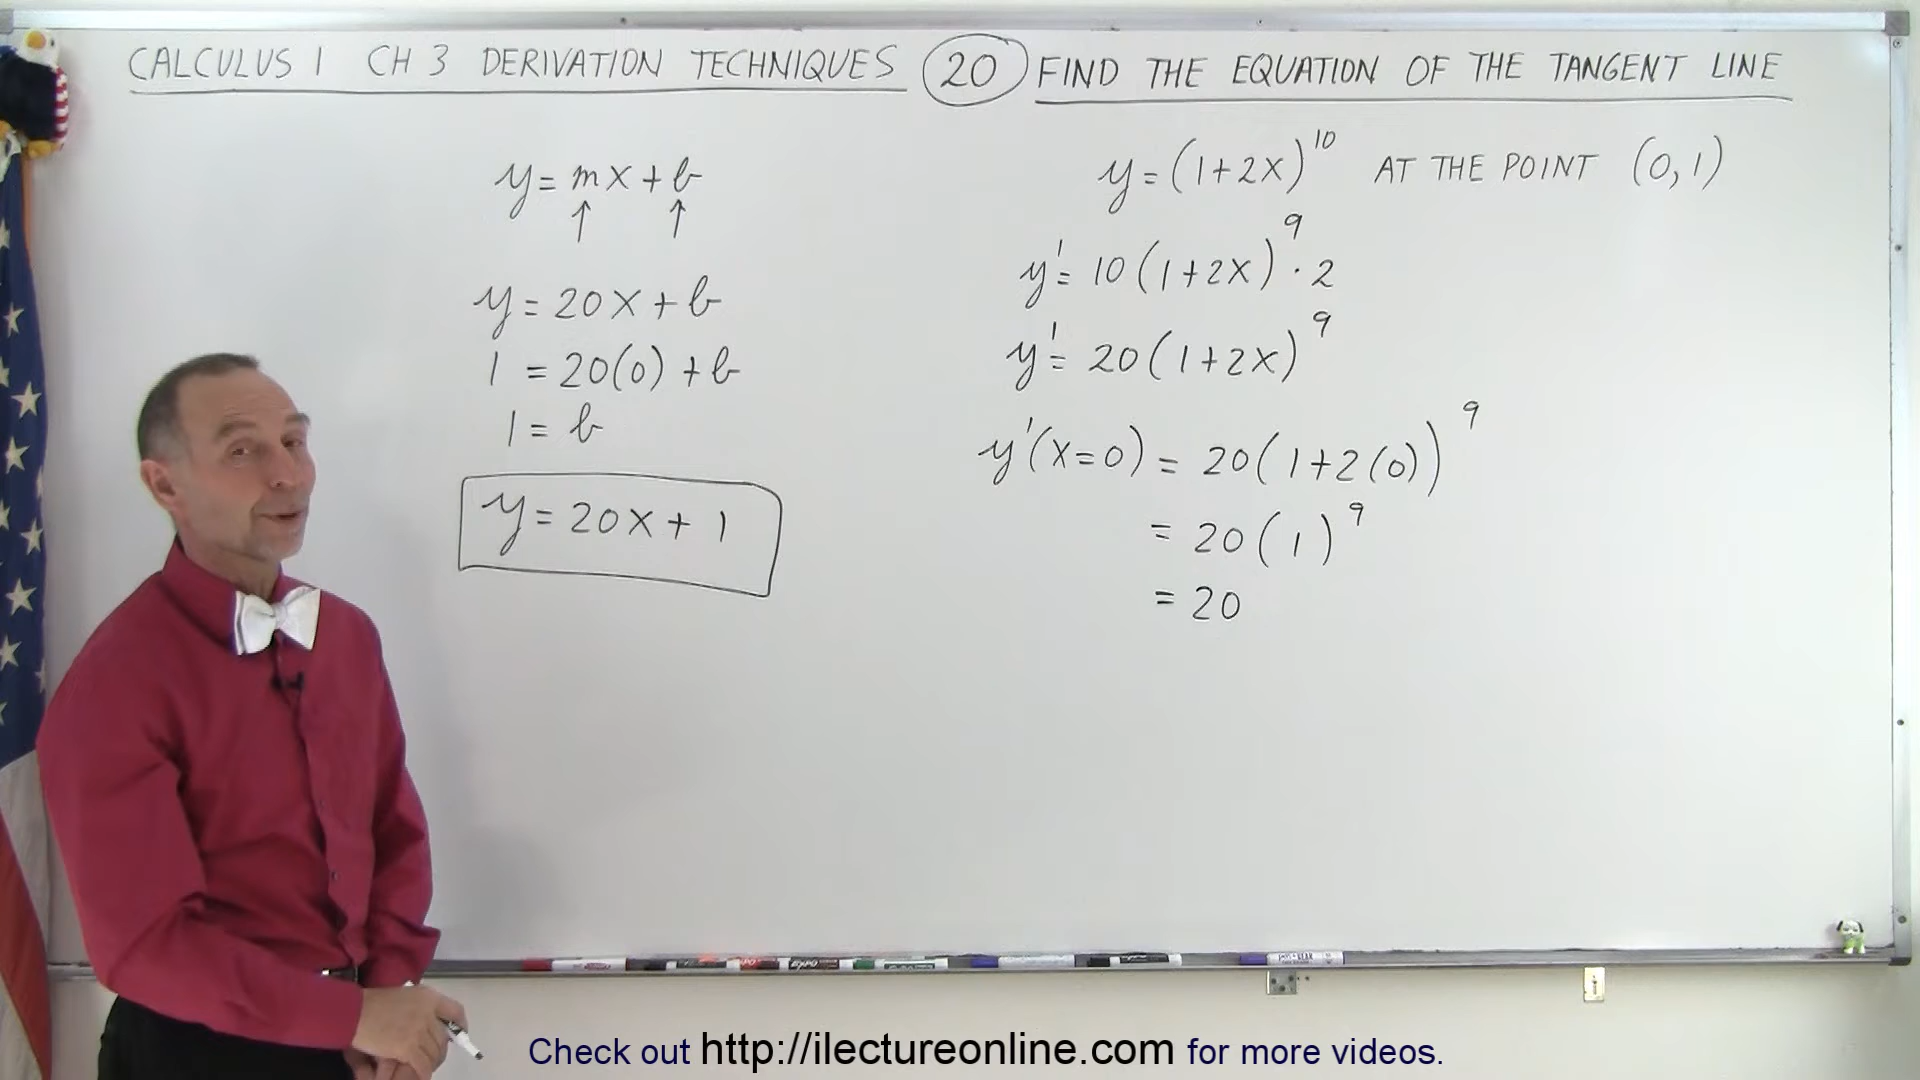 CALCULUS 1 CH 3 DERIVATION TECHNIQUES (20) FIND THE EQUATION OF THE TANGENT LINE
y = mx + b
↑ ↑
y = 20x + b
1 = 20(0) + b
1 = b
y = 20x + 1
y = (1+2x)^10 AT THE POINT (0,1)
y' = 10(1+2x)^9 · 2
y' = 20(1+2x)^9
y'(x=0) = 20(1+2(0))^9
= 20(1)^9
= 20
EXPO
Check out http://ilectureonline.com for more videos.